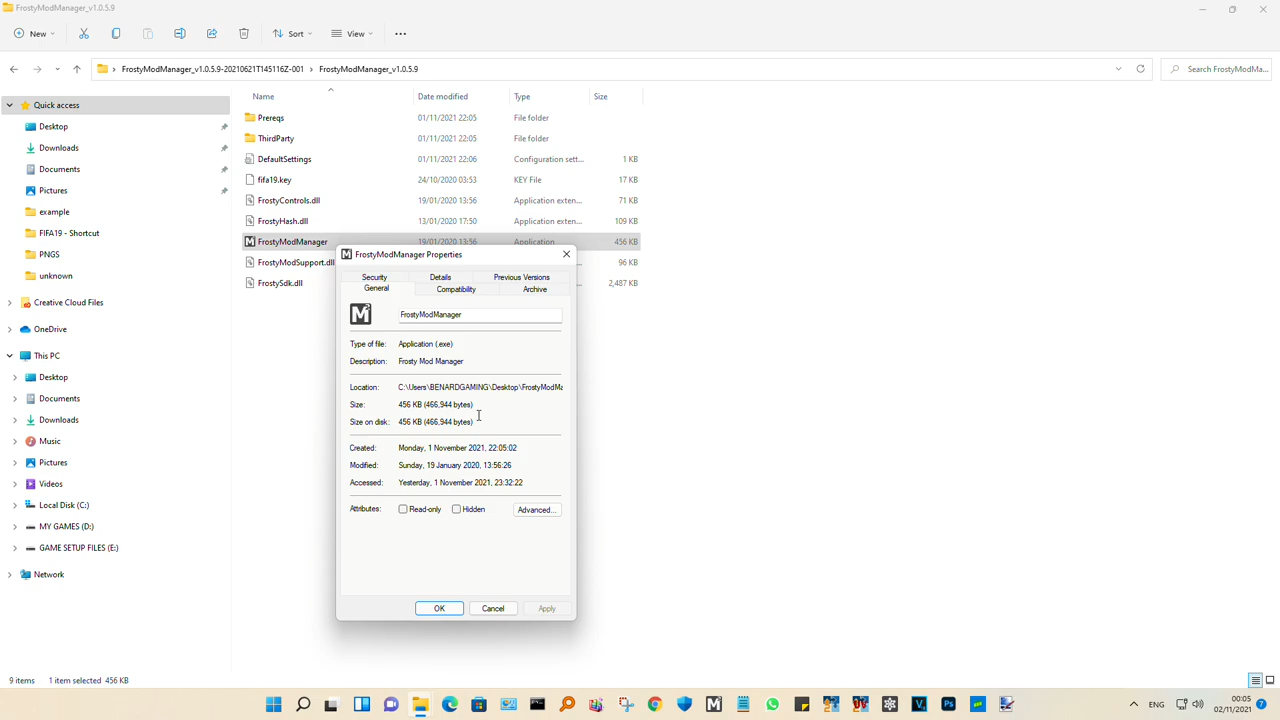 FrostyModManager_v1.0.5.9
New
Sort
View
FrostyModManager_v1.0.5.9-20210621T145116Z-001 > FrostyModManager_v1.0.5.9
Search FrostyModMa...
Quick access
Desktop
Downloads
Documents
Pictures
example
FIFA19 - Shortcut
PNGS
unknown
Creative Cloud Files
OneDrive
This PC
Desktop
Documents
Downloads
Music
Pictures
Videos
Local Disk (C:)
MY GAMES (D:)
GAME SETUP FILES (E:)
Network
Name Date modified Type Size
Prereqs 01/11/2021 22:05 File folder
ThirdParty 01/11/2021 22:05 File folder
DefaultSettings 01/11/2021 22:06 Configuration sett... 1 KB
fifa19.key 24/10/2020 03:53 KEY File 17 KB
FrostyControls.dll 19/01/2020 13:56 Application exten... 71 KB
FrostyHash.dll 13/01/2020 17:50 Application exten... 109 KB
FrostyModManager 19/01/2020 13:56 Application 456 KB
FrostyModSupport.dll 96 KB
FrostySdk.dll 2,487 KB
FrostyModManager Properties
Security Details Previous Versions
General Compatibility Archive
FrostyModManager
Type of file: Application (.exe)
Description: Frosty Mod Manager
Location: C:\Users\BENARDGAMING\Desktop\FrostyModMa
Size: 456 KB (466,944 bytes)
Size on disk: 456 KB (466,944 bytes)
Created: Monday, 1 November 2021, 22:05:02
Modified: Sunday, 19 January 2020, 13:56:26
Accessed: Yesterday, 1 November 2021, 23:32:22
Attributes: Read-only Hidden Advanced...
OK Cancel Apply
9 items 1 item selected 456 KB
ENG
00:05
02/11/2021